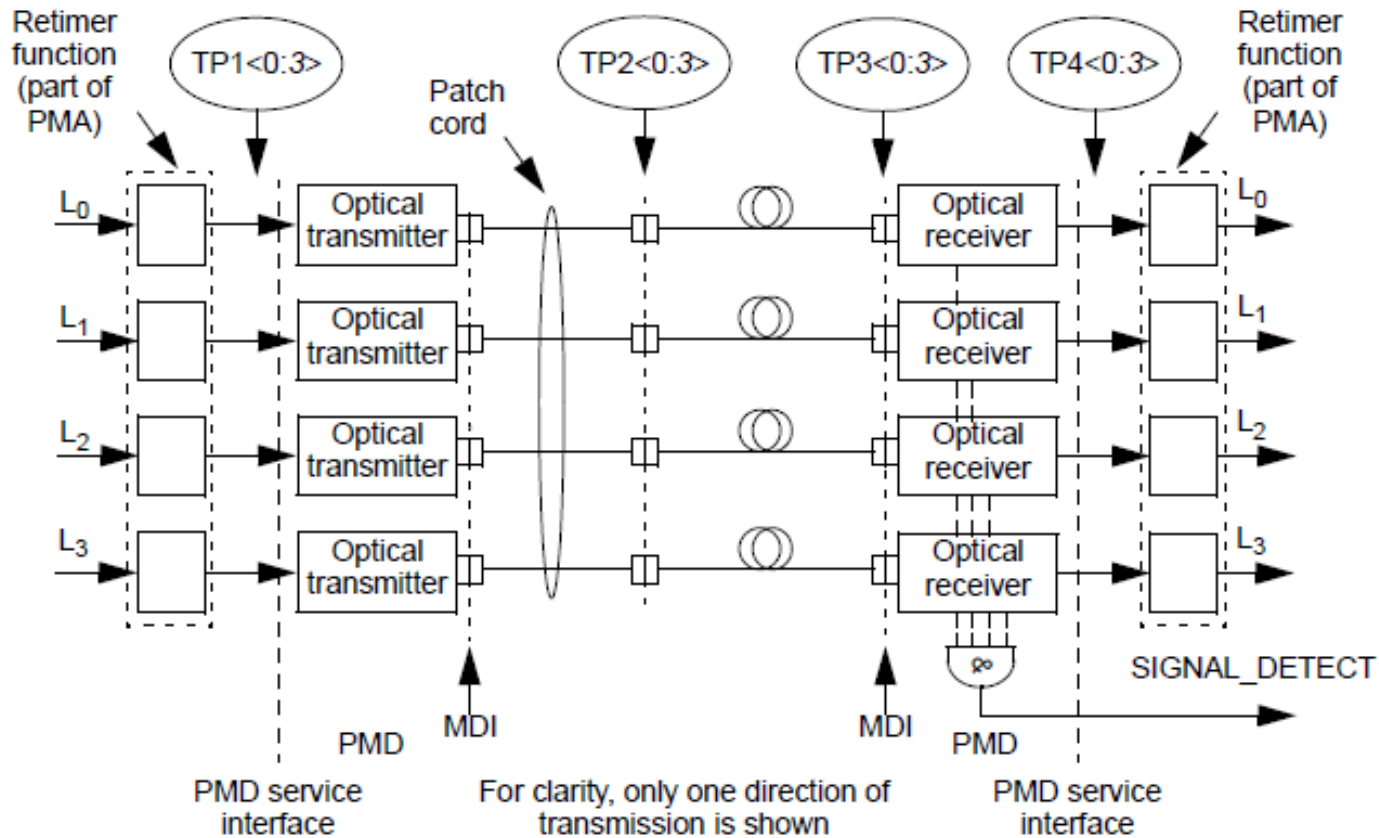 Retimer
function
(part of
PMA)
TP1<0:3>
Patch
cord
TP2<0:3>
TP3<0:3>
TP4<0:3>
Retimer
function
(part of
PMA)
L0
Optical
transmitter
Optical
receiver
L0
L1
Optical
transmitter
Optical
receiver
L1
L2
Optical
transmitter
Optical
receiver
L2
L3
Optical
transmitter
Optical
receiver
L3
&
SIGNAL_DETECT
MDI
MDI
PMD
PMD
PMD service
interface
For clarity, only one direction of
transmission is shown
PMD service
interface